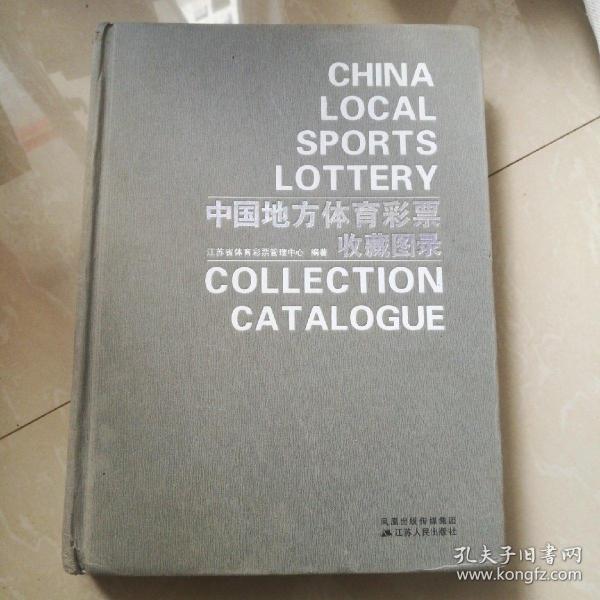 CHINA
LOCAL
SPORTS
LOTTERY
中国地方体育彩票
收藏图录
江苏省体育彩票管理中心 编著
COLLECTION
CATALOGUE
凤凰出版传媒集团
江苏人民出版社
孔夫子旧书网
www.kongfz.com